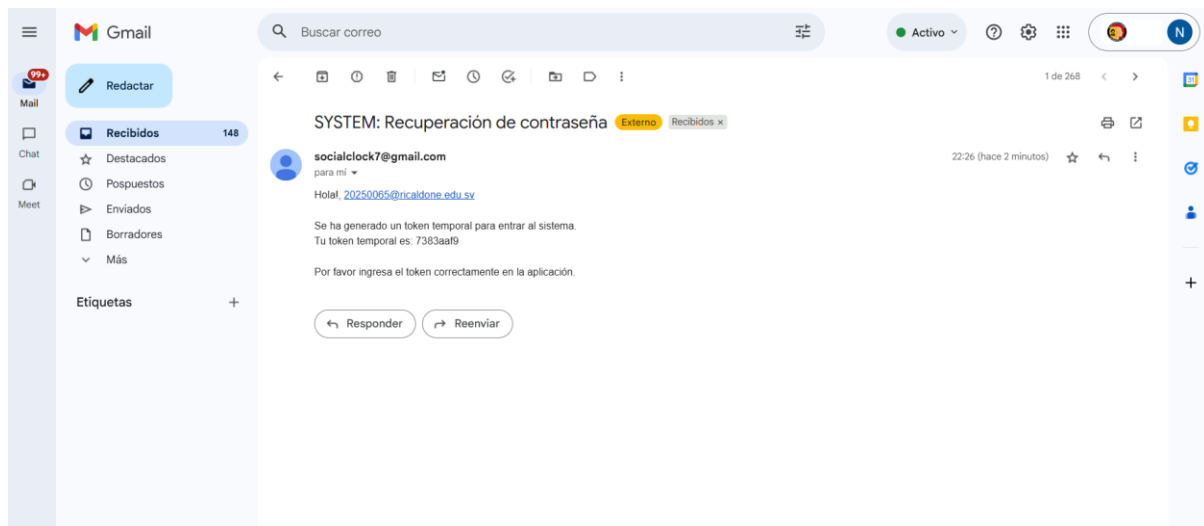 Gmail
Buscar correo
Activo
N
99+
Mail
Chat
Meet
Redactar
Recibidos 148
Destacados
Pospuestos
Enviados
Borradores
Más
Etiquetas
1 de 268
31
SYSTEM: Recuperación de contraseña Externo Recibidos x
socialclock7@gmail.com 22:26 (hace 2 minutos)
para mí
Hola!, 20250065@ricaldone.edu.sv
Se ha generado un token temporal para entrar al sistema.
Tu token temporal es: 7383aaf9
Por favor ingresa el token correctamente en la aplicación.
Responder Reenviar